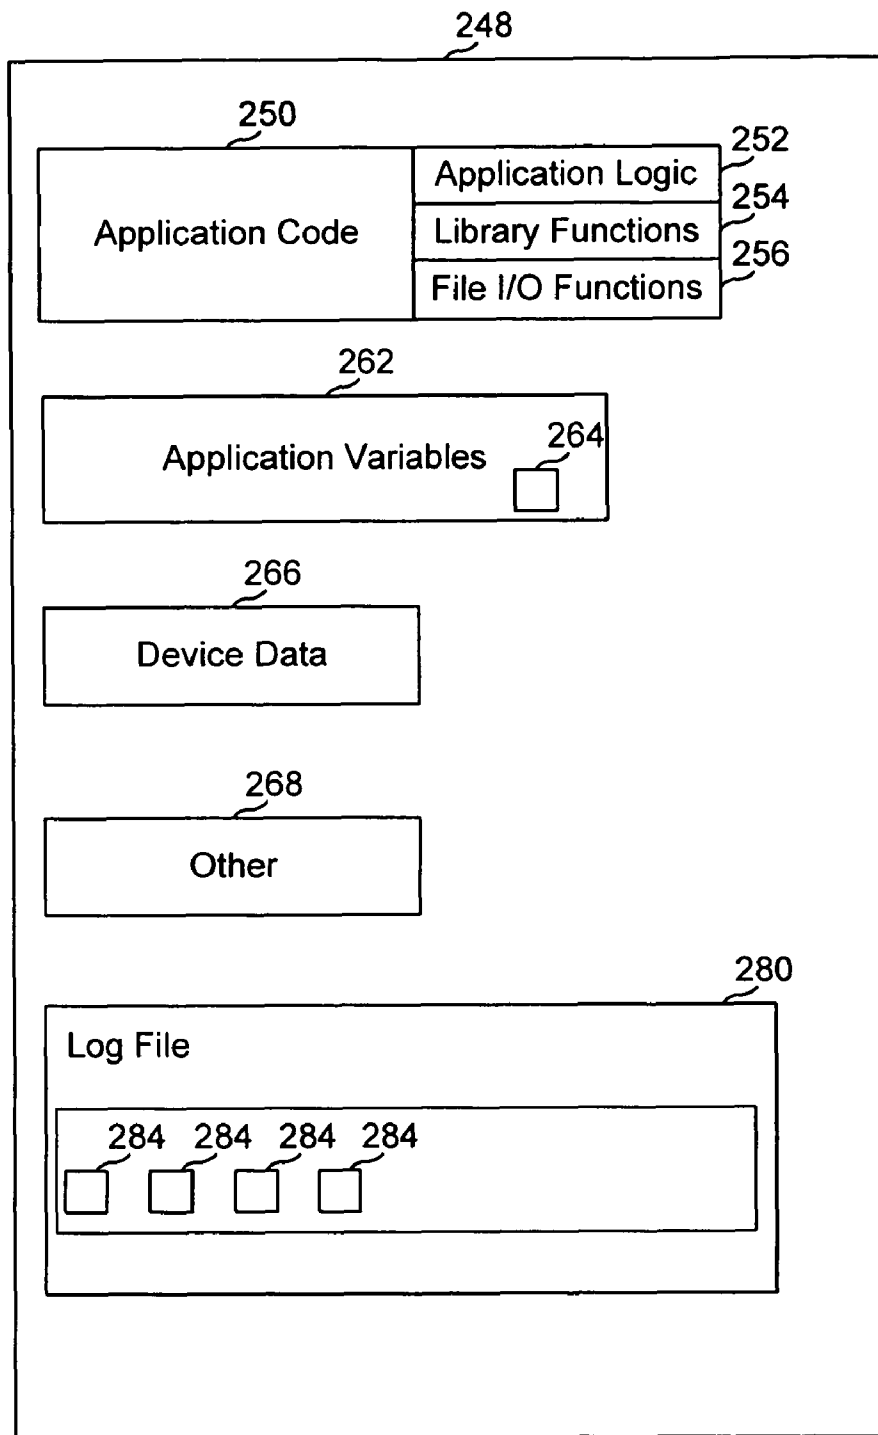 248
250
252
Application Logic
254
Application Code
Library Functions
256
File I/O Functions
262
264
Application Variables
266
Device Data
268
Other
280
Log File
284 284 284 284